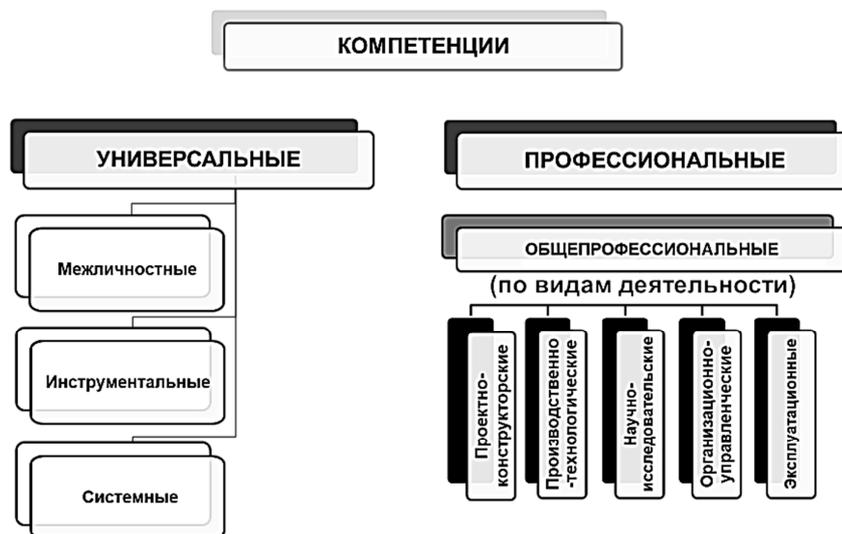 КОМПЕТЕНЦИИ
УНИВЕРСАЛЬНЫЕ
Межличностные
Инструментальные
Системные
ПРОФЕССИОНАЛЬНЫЕ
ОБЩЕПРОФЕССИОНАЛЬНЫЕ
(по видам деятельности)
Проектно-
конструкторские
Производственно
-технологические
Научно-
исследовательские
Организационно-
управленческие
Эксплуатационные